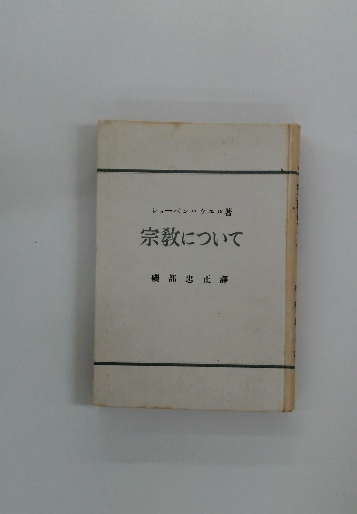 ショーペンハウエル著
宗教について
磯部忠正譯